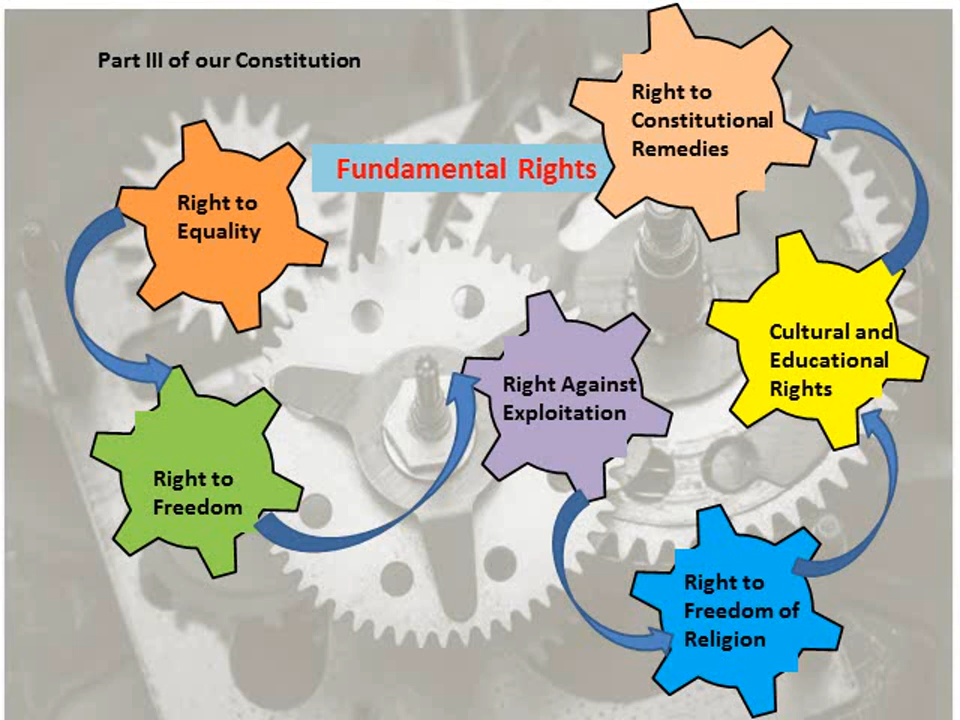 Part III of our Constitution
Fundamental Rights
Right to
Equality
Right to
Freedom
Right Against
Exploitation
Right to
Freedom of
Religion
Cultural and
Educational
Rights
Right to
Constitutional
Remedies